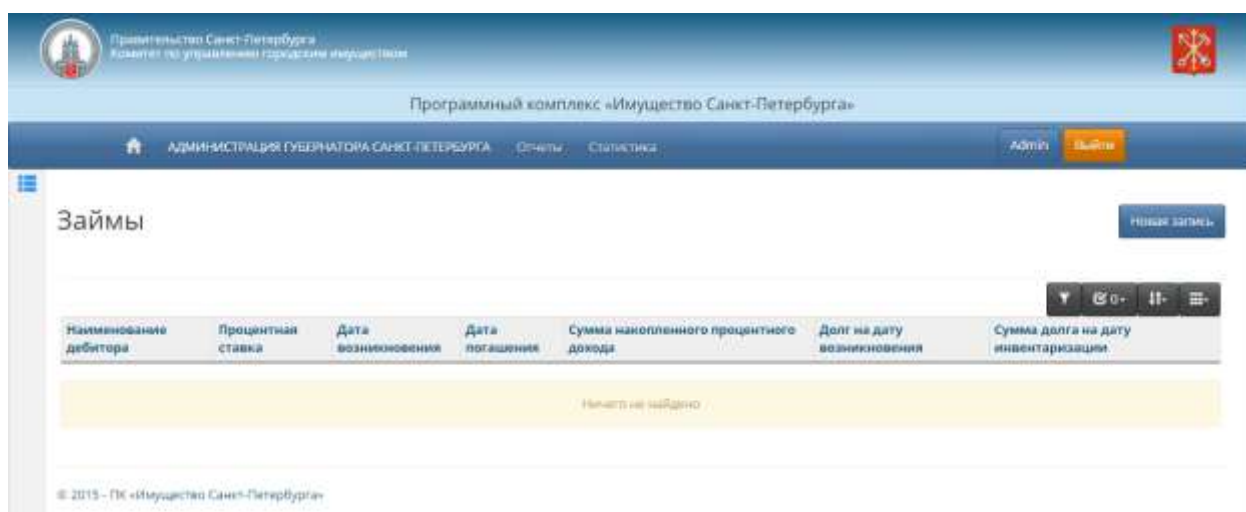 Правительство Санкт-Петербурга
Комитет по управлению городским имуществом
Программный комплекс «Имущество Санкт-Петербурга»
АДМИНИСТРАЦИЯ ГУБЕРНАТОРА САНКТ-ПЕТЕРБУРГА Отчеты Статистика Admin Выйти
Займы
Новая запись
0
Наименование дебитора
Процентная ставка
Дата возникновения
Дата погашения
Сумма накопленного процентного дохода
Долг на дату возникновения
Сумма долга на дату инвентаризации
Ничего не найдено
© 2015 - ПК «Имущество Санкт-Петербурга»